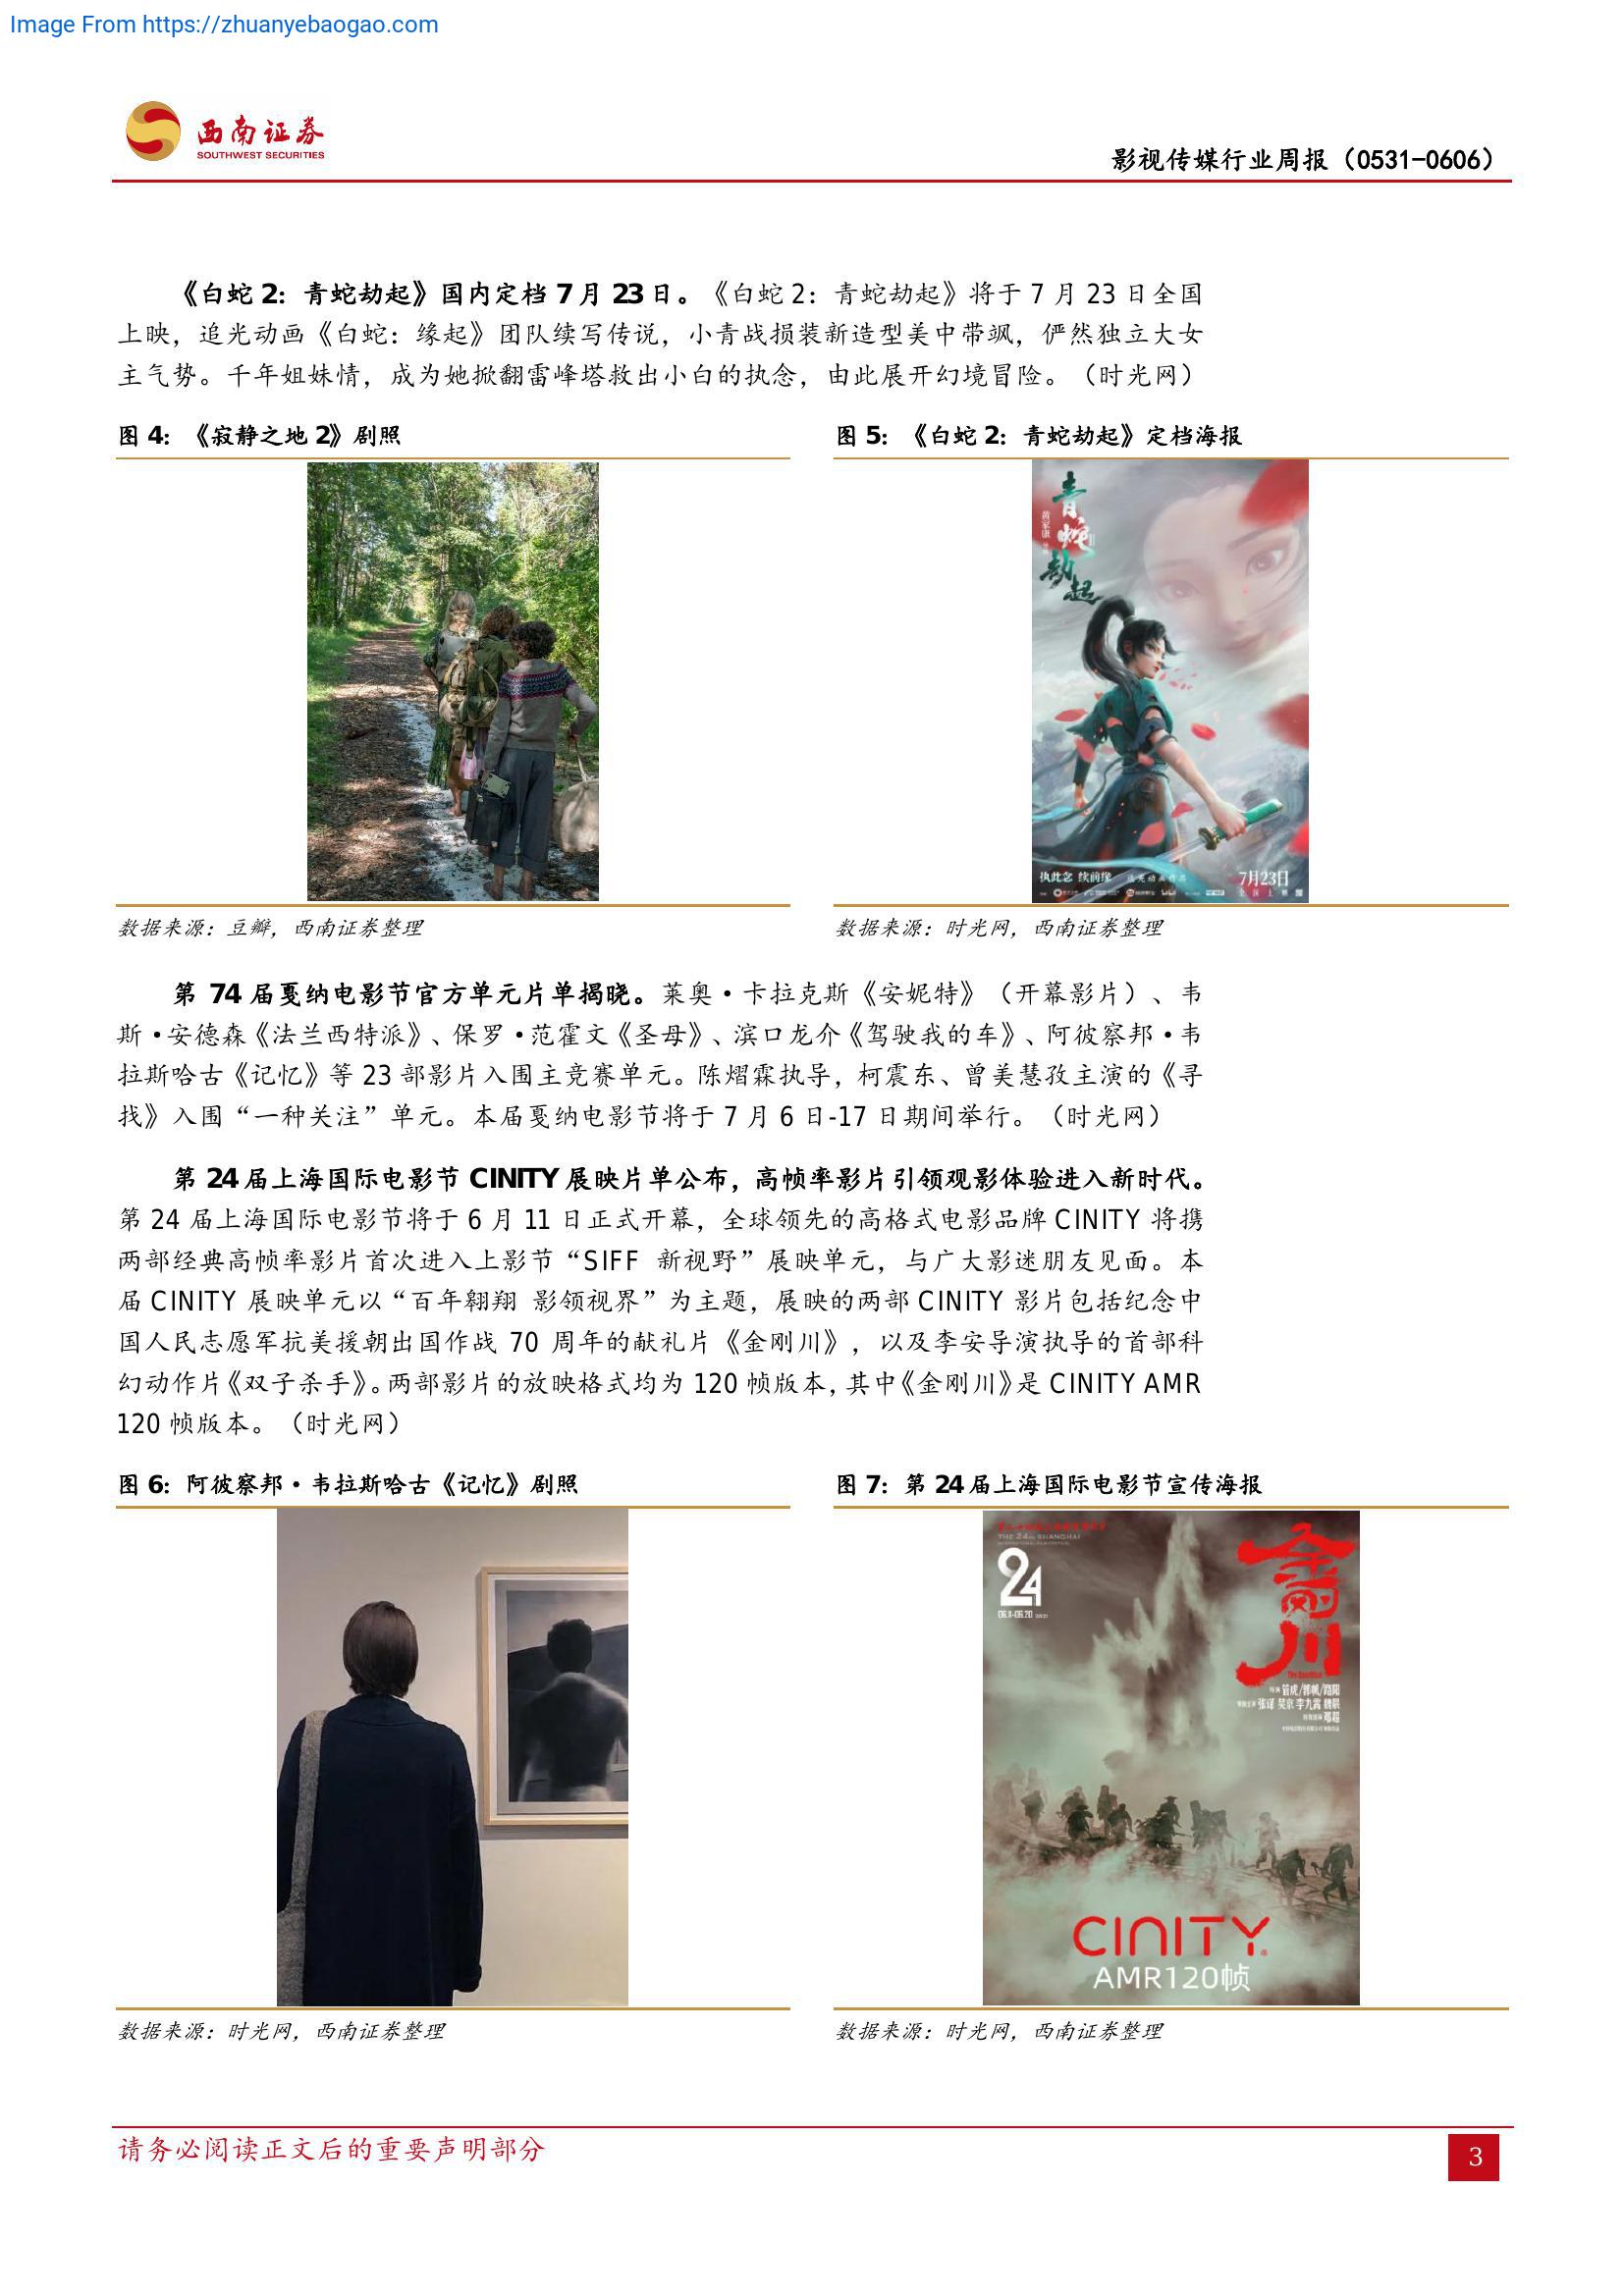 Image From https://zhuanyebaogao.com
西南证券
SOUTHWEST SECURITIES
影视传媒行业周报（0531-0606）
《白蛇 2：青蛇劫起》国内定档 7 月 23 日。《白蛇 2：青蛇劫起》将于 7 月 23 日全国
上映，追光动画《白蛇：缘起》团队续写传说，小青战损装新造型美中带飒，俨然独立大女
主气势。千年姐妹情，成为她掀翻雷峰塔救出小白的执念，由此展开幻境冒险。（时光网）
图 4：《寂静之地 2》剧照
图 5：《白蛇 2：青蛇劫起》定档海报
青蛇劫起
黄家康
执此念 续前缘
7月23日
数据来源：豆瓣，西南证券整理
数据来源：时光网，西南证券整理
第 74 届戛纳电影节官方单元片单揭晓。莱奥·卡拉克斯《安妮特》（开幕影片）、韦
斯·安德森《法兰西特派》、保罗·范霍文《圣母》、滨口龙介《驾驶我的车》、阿彼察邦·韦
拉斯哈古《记忆》等 23 部影片入围主竞赛单元。陈熠霖执导，柯震东、曾美慧孜主演的《寻
找》入围“一种关注”单元。本届戛纳电影节将于 7 月 6 日-17 日期间举行。（时光网）
第 24 届上海国际电影节 CINITY 展映片单公布，高帧率影片引领观影体验进入新时代。
第 24 届上海国际电影节将于 6 月 11 日正式开幕，全球领先的高格式电影品牌 CINITY 将携
两部经典高帧率影片首次进入上影节“SIFF 新视野”展映单元，与广大影迷朋友见面。本
届 CINITY 展映单元以“百年翱翔 影领视界”为主题，展映的两部 CINITY 影片包括纪念中
国人民志愿军抗美援朝出国作战 70 周年的献礼片《金刚川》，以及李安导演执导的首部科
幻动作片《双子杀手》。两部影片的放映格式均为 120 帧版本，其中《金刚川》是 CINITY AMR
120 帧版本。（时光网）
图 6：阿彼察邦·韦拉斯哈古《记忆》剧照
图 7：第 24 届上海国际电影节宣传海报
THE 24th SHANGHAI
24
金刚川
管虎/郭帆/路阳
张译 吴京 李九霄 魏晨
邓超
CINITY
AMR120帧
数据来源：时光网，西南证券整理
数据来源：时光网，西南证券整理
请务必阅读正文后的重要声明部分
3